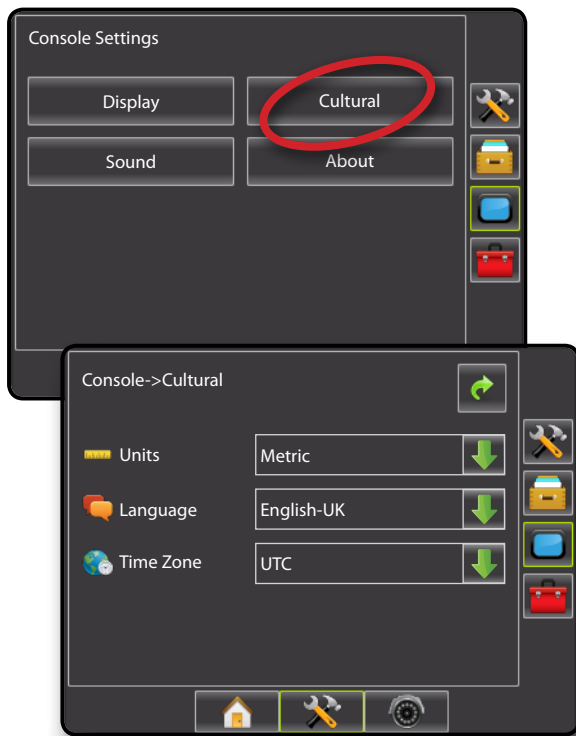 Console Settings
Display
Cultural
Sound
About
Console->Cultural
Units
Metric
Language
English-UK
Time Zone
UTC